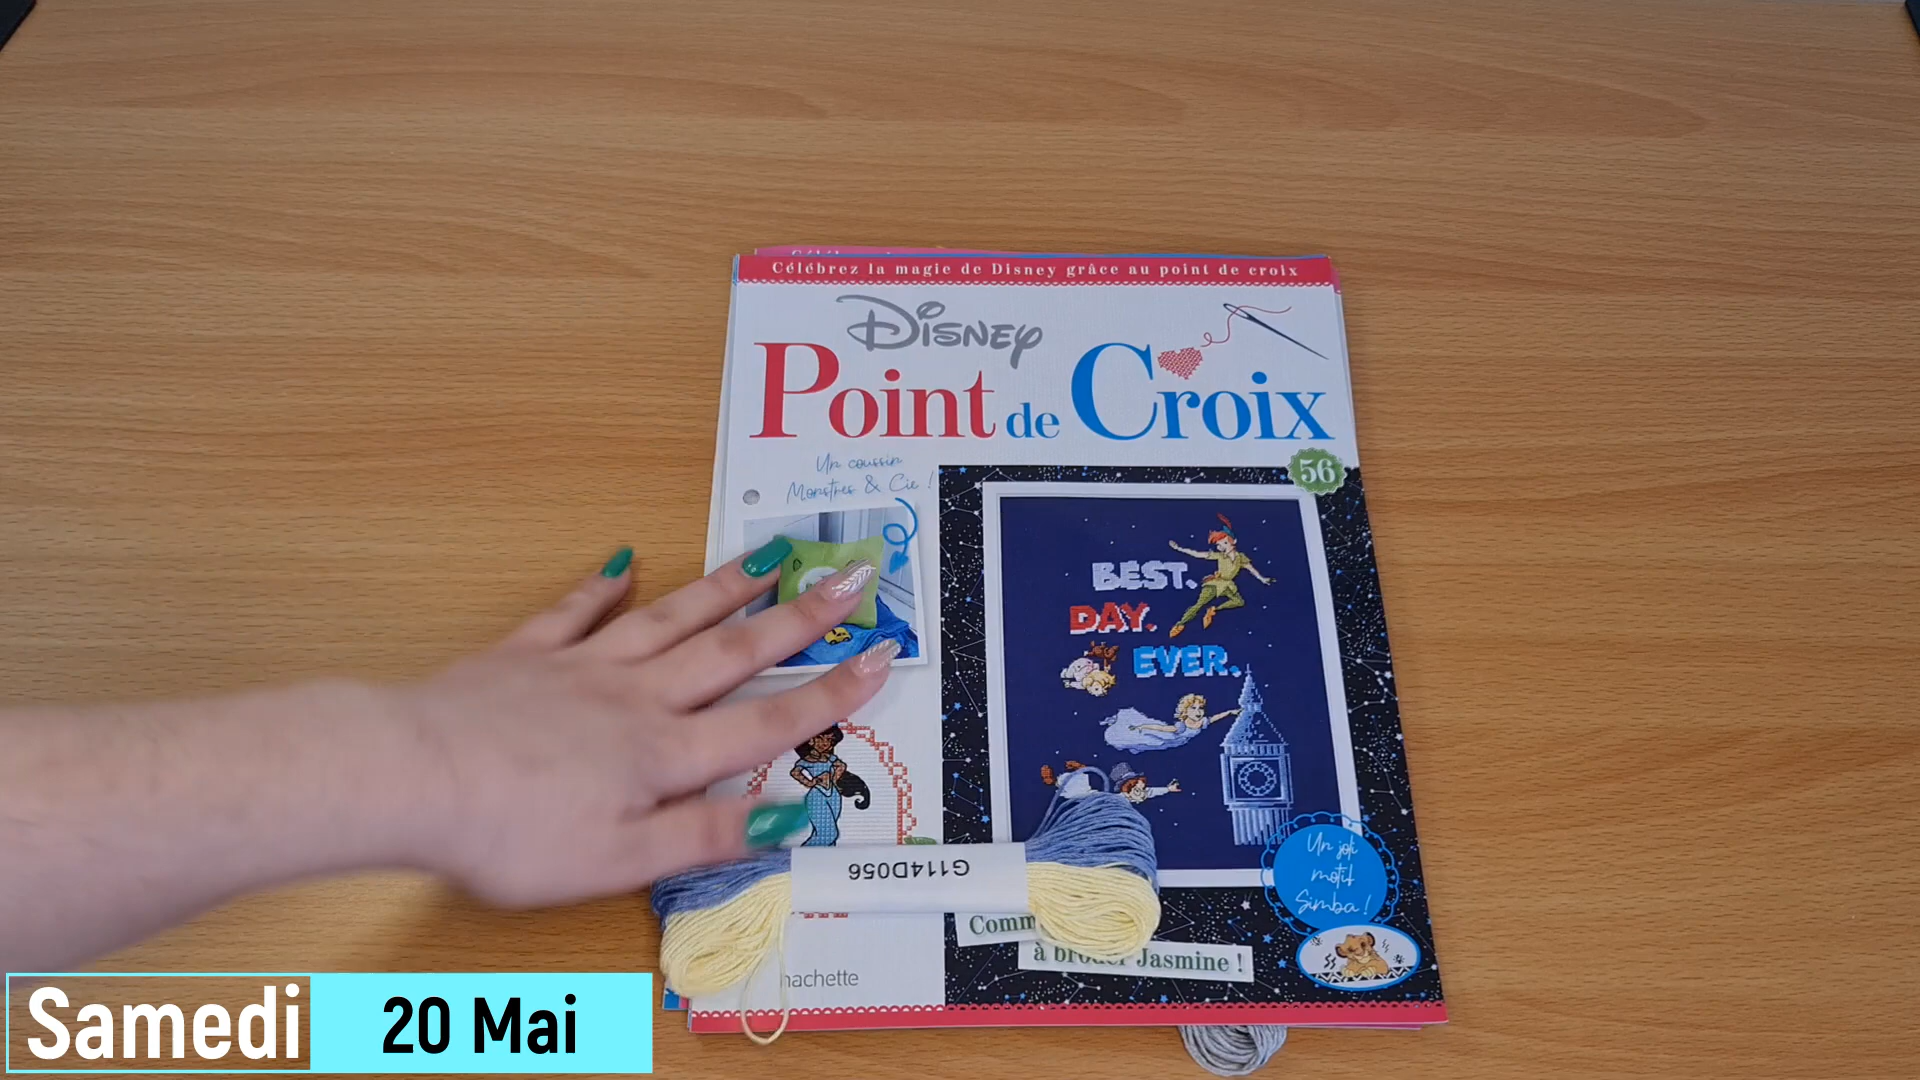 Célébrez la magie de Disney grâce au point de croix
Disney
Point de Croix
56
Un coussin
Monstres & Cie !
BEST.
DAY.
EVER.
G114D056
Un joli
motif
Simba !
à broder Jasmine !
hachette
Samedi 20 Mai